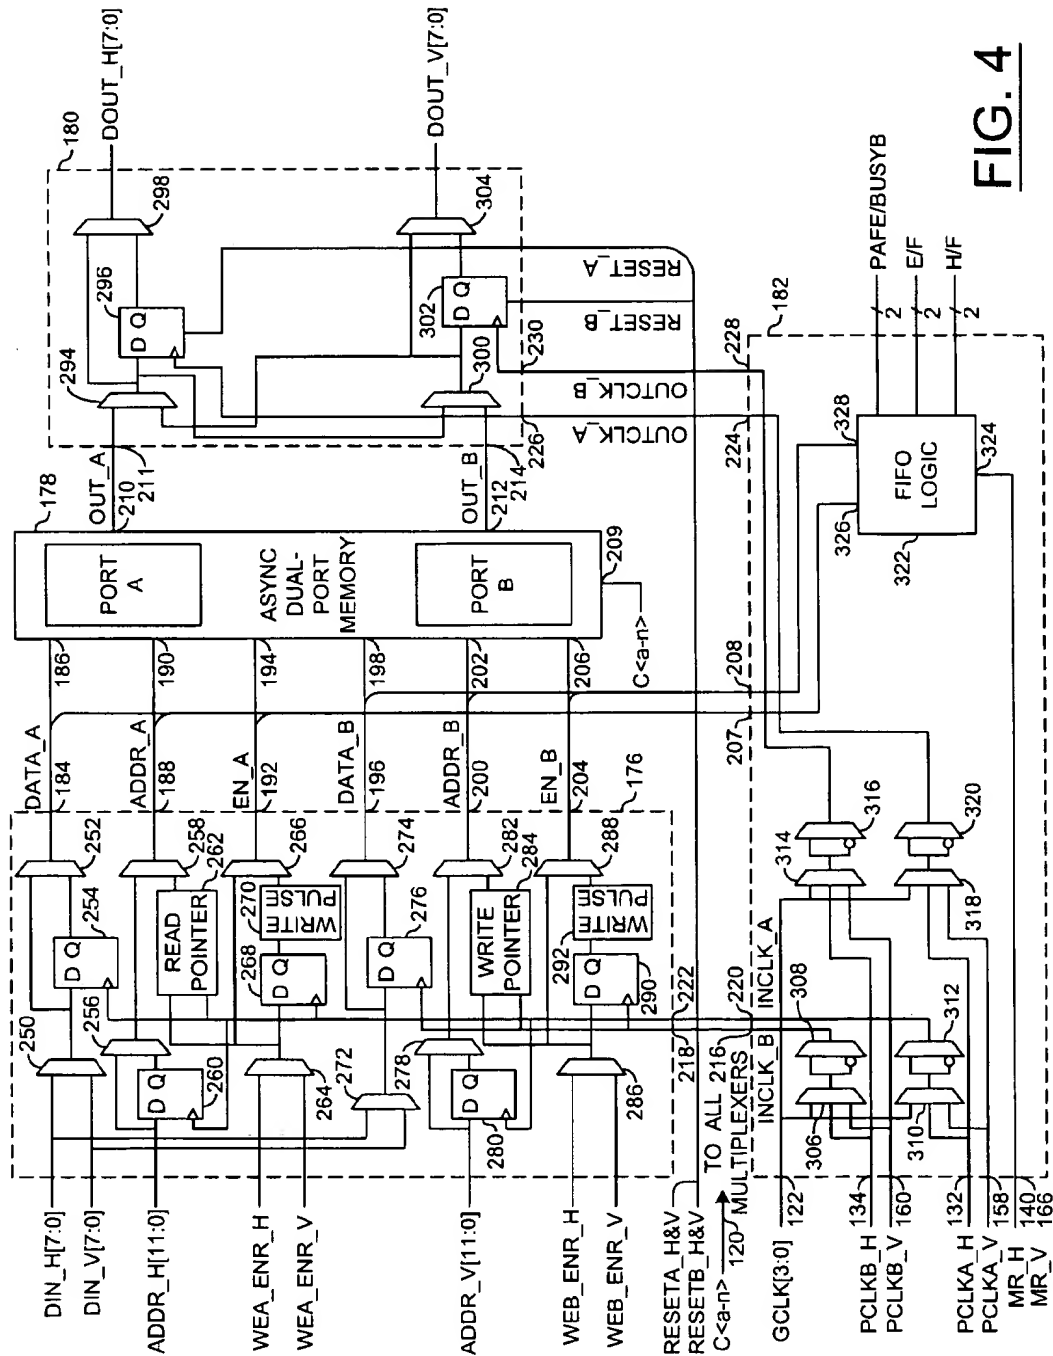 DIN_H[7:0]
DIN_V[7:0]
ADDR_H[11:0]
WEA_ENR_H
WEA_ENR_V
ADDR_V[11:0]
WEB_ENR_H
WEB_ENR_V
RESETA_H&V
RESETB_H&V
C<a-n>
120
TO ALL
MULTIPLEXERS
GCLK[3:0]
122
PCLKB_H
134
PCLKB_V
160
PCLKA_H
132
PCLKA_V
158
MR_H
140
MR_V
166
250
252
254
D Q
256
258
260
D Q
READ
POINTER
262
264
266
268
D Q
270
WRITE
PULSE
272
274
276
D Q
278
280
D Q
282
WRITE
POINTER
284
286
288
290
D Q
292
WRITE
PULSE
176
DATA_A
184
186
ADDR_A
188
190
EN_A
192
194
DATA_B
196
198
ADDR_B
200
202
EN_B
204
206
178
PORT
A
ASYNC
DUAL-
PORT
MEMORY
PORT
B
209
C<a-n>
OUT_A
210
211
OUT_B
212
214
180
294
296
D Q
298
300
302
D Q
304
DOUT_H[7:0]
DOUT_V[7:0]
226
230
OUTCLK_A
OUTCLK_B
RESET_B
RESET_A
218
222
216
220
INCLK_B
INCLK_A
207
208
224
228
182
306
308
310
312
314
316
318
320
322
FIFO
LOGIC
324
326
328
PAFE/BUSYB
2
E/F
2
H/F
2
FIG. 4